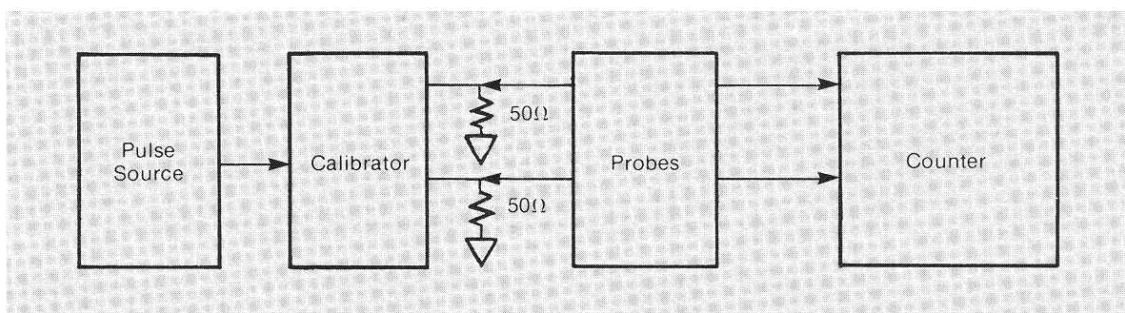 Pulse
Source
Calibrator
50Ω
50Ω
Probes
Counter